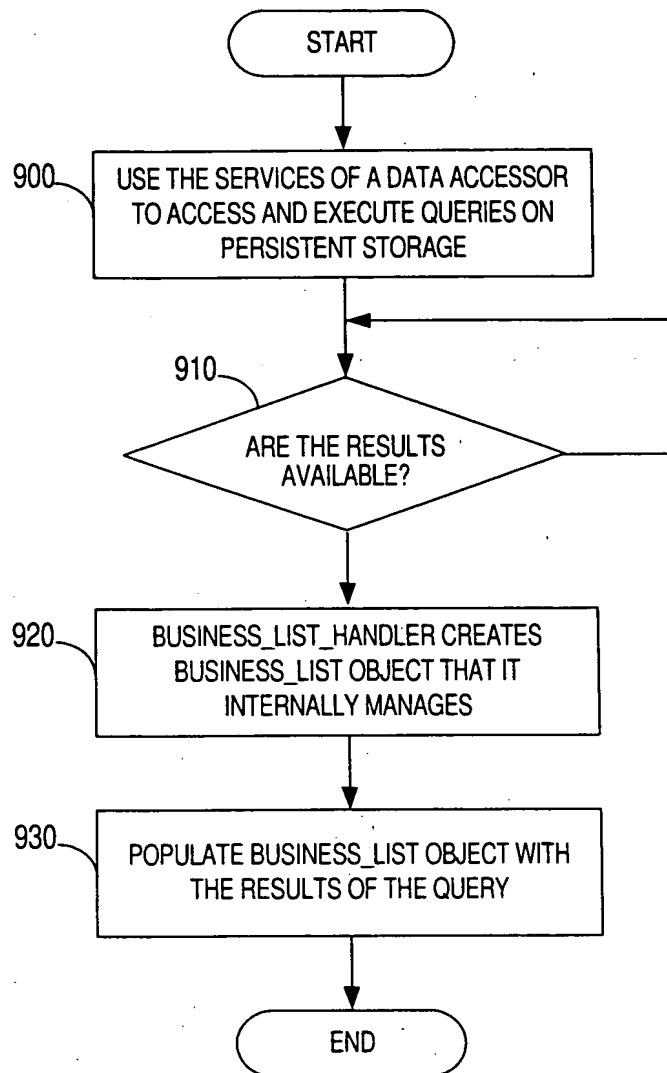 START
900
USE THE SERVICES OF A DATA ACCESSOR
TO ACCESS AND EXECUTE QUERIES ON
PERSISTENT STORAGE
910
ARE THE RESULTS
AVAILABLE?
920
BUSINESS_LIST_HANDLER CREATES
BUSINESS_LIST OBJECT THAT IT
INTERNALLY MANAGES
930
POPULATE BUSINESS_LIST OBJECT WITH
THE RESULTS OF THE QUERY
END